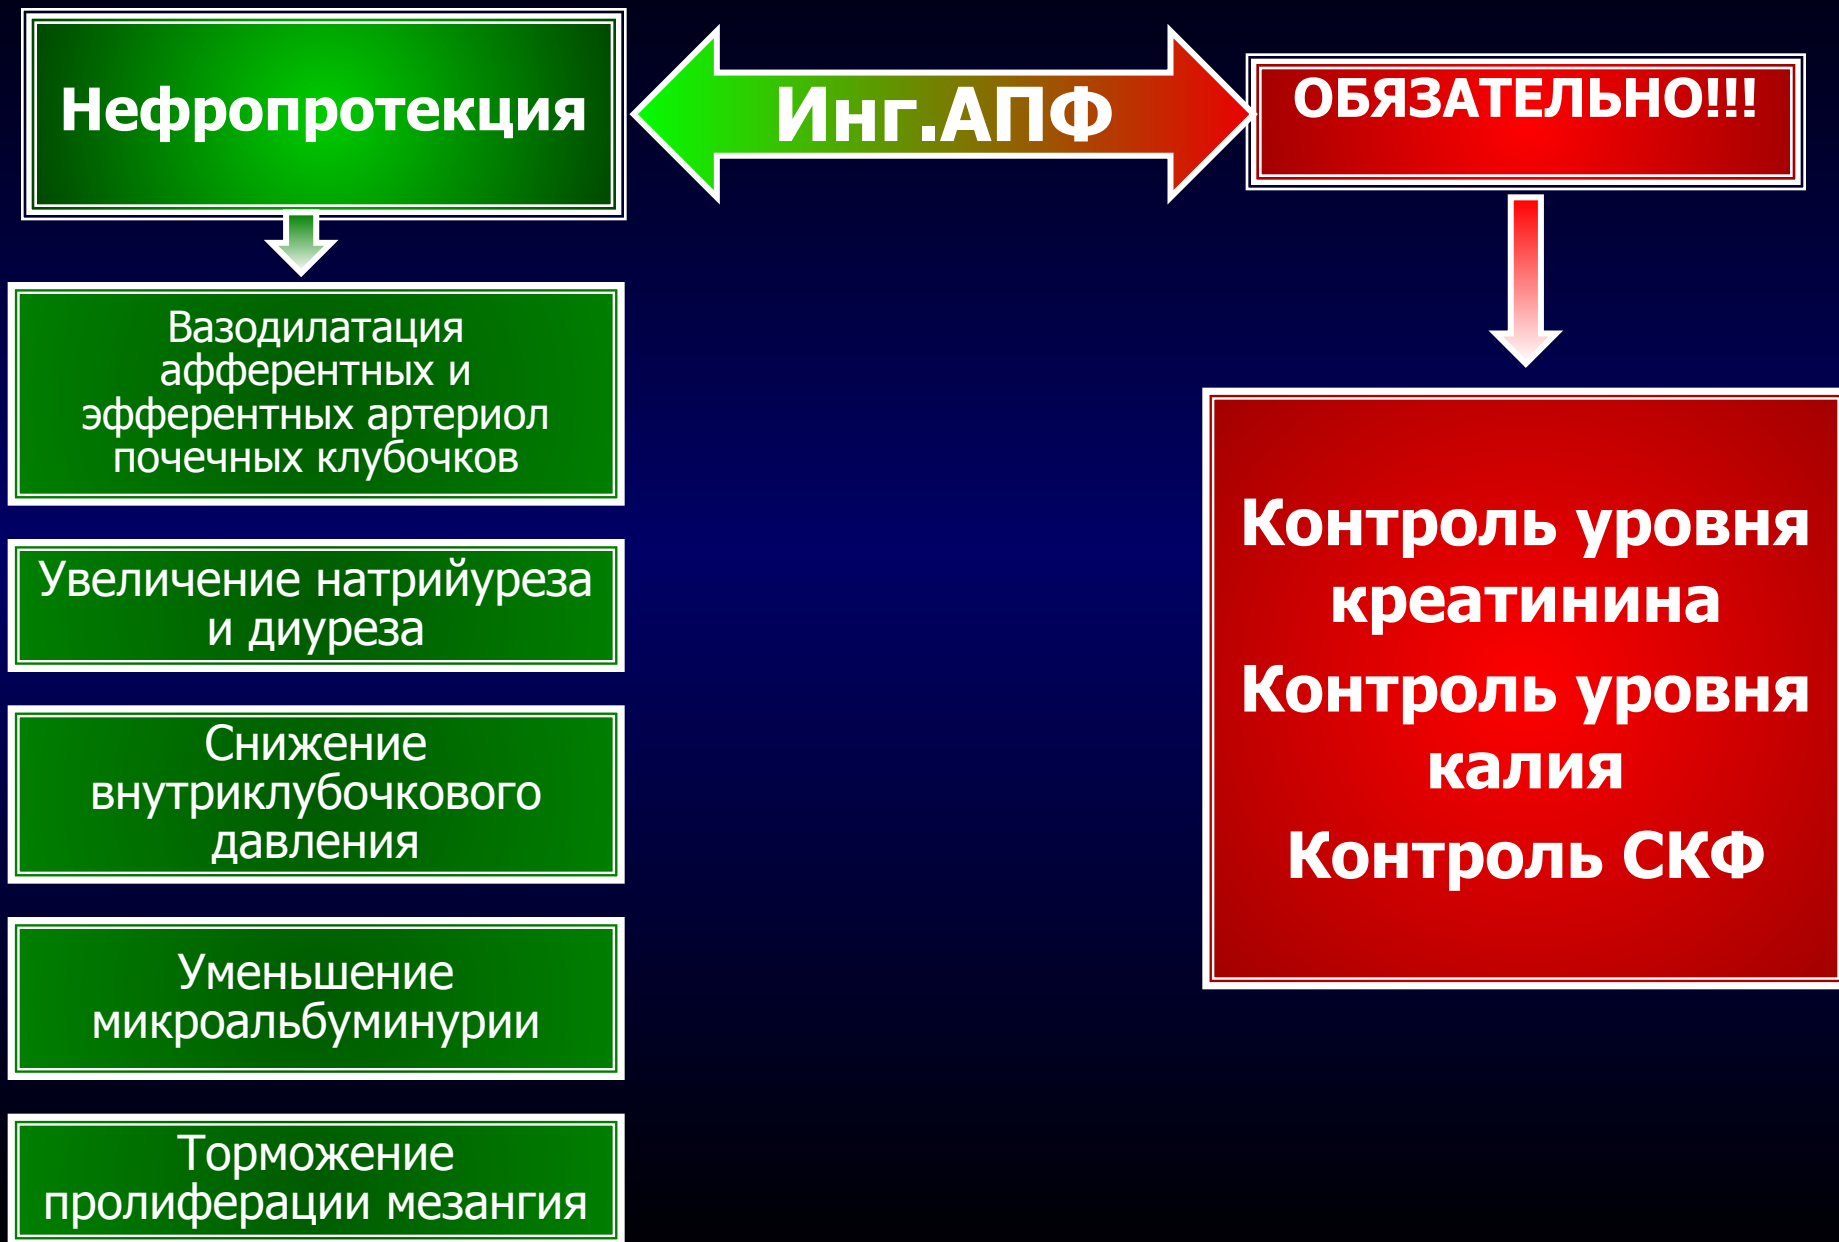 Нефропротекция
Инг.АПФ
ОБЯЗАТЕЛЬНО!!!
Вазодилатация
афферентных и
эфферентных артериол
почечных клубочков
Увеличение натрийуреза
и диуреза
Снижение
внутриклубочкового
давления
Уменьшение
микроальбуминурии
Торможение
пролиферации мезангия
Контроль уровня
креатинина
Контроль уровня
калия
Контроль СКФ